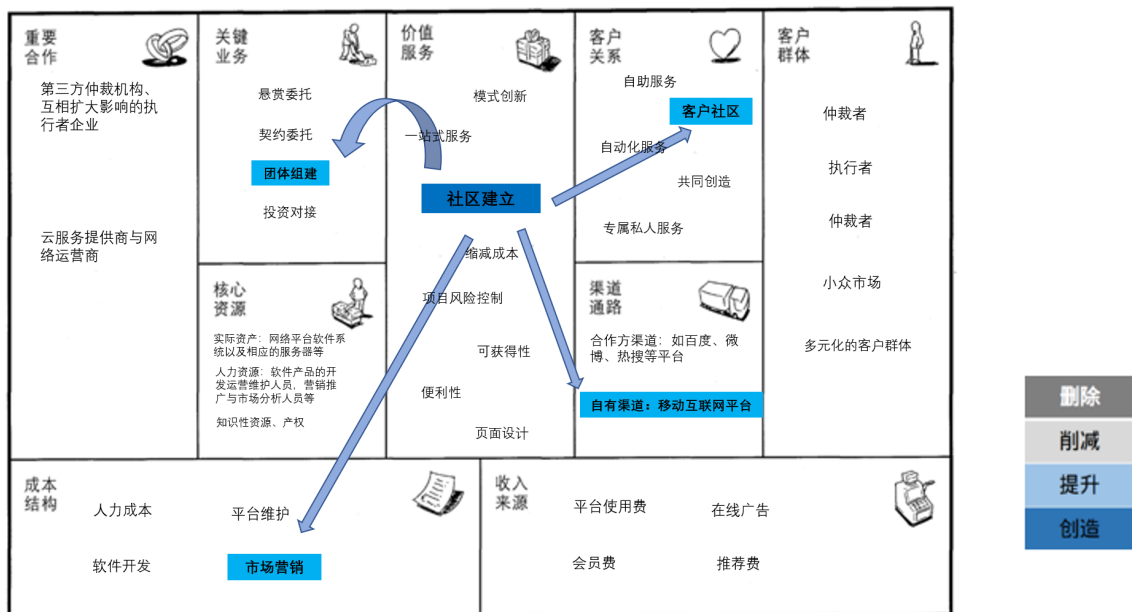 重要
合作
第三方仲裁机构、
互相扩大影响的执
行者企业
云服务提供商与网
络运营商
关键
业务
悬赏委托
契约委托
团体组建
投资对接
核心
资源
实际资产：网络平台软件系
统以及相应的服务器等
人力资源：软件产品的开
发运营维护人员，营销推
广与市场分析人员等
知识性资源、产权
价值
服务
模式创新
一站式服务
社区建立
缩减成本
项目风险控制
可获得性
便利性
页面设计
客户
关系
自助服务
客户社区
自动化服务
共同创造
专属私人服务
渠道
通路
合作方渠道：如百度、微
博、热搜等平台
自有渠道：移动互联网平台
客户
群体
仲裁者
执行者
仲裁者
小众市场
多元化的客户群体
成本
结构
人力成本
平台维护
软件开发
市场营销
收入
来源
平台使用费
在线广告
会员费
推荐费
删除
削减
提升
创造